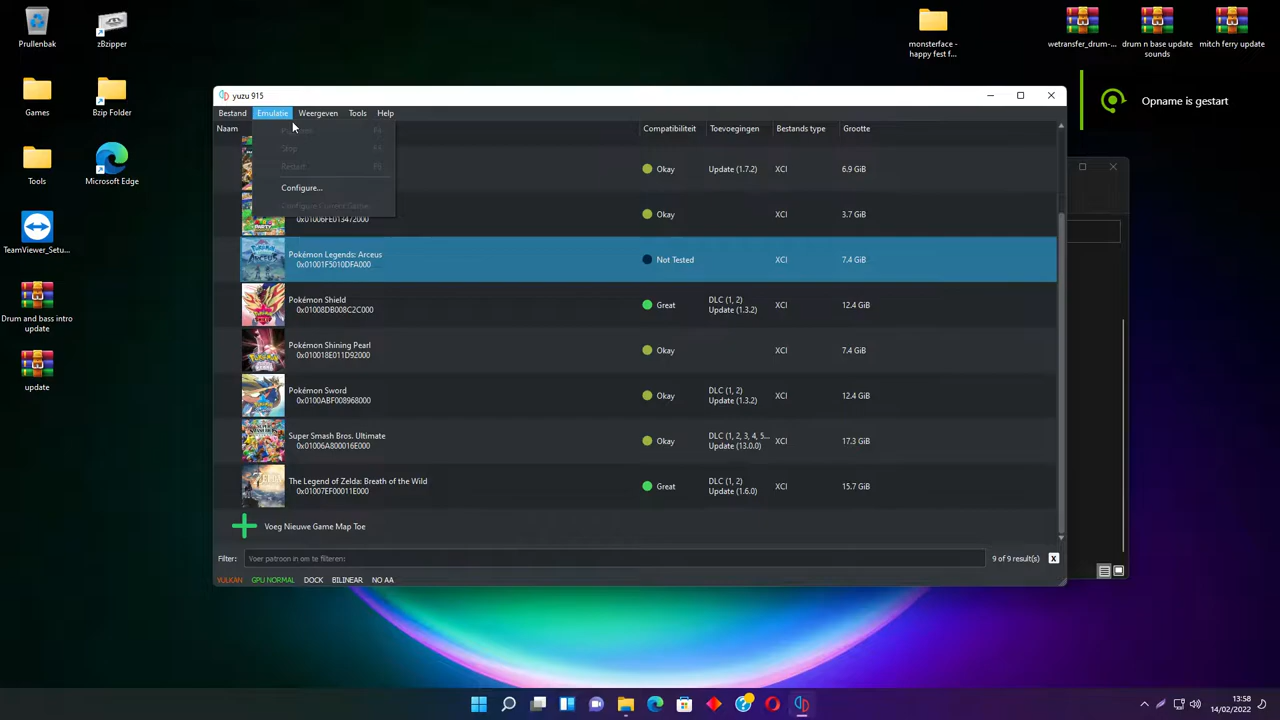 Prullenbak
zBzipper
monsterface -
happy fest f...
wetransfer_drum-...
drum n base update
sounds
mitch ferry update
Games
Bzip Folder
Tools
Microsoft Edge
TeamViewer_Setu...
Drum and bass intro
update
update
Opname is gestart
yuzu 915
Bestand Emulatie Weergeven Tools Help
Naam Compatibiliteit Toevoegingen Bestands type Grootte
Stop
Restart
Configure...
Configure Current Game...
Okay Update (1.7.2) XCI 6.9 GiB
0x01006FE013472000 Okay XCI 3.7 GiB
Pokémon Legends: Arceus
0x01001F5010DFA000
Not Tested XCI 7.4 GiB
Pokémon Shield
0x01008DB008C2C000
Great DLC (1, 2)
Update (1.3.2)
XCI 12.4 GiB
Pokémon Shining Pearl
0x010018E011D92000
Okay XCI 7.4 GiB
Pokémon Sword
0x0100ABF008968000
Okay DLC (1, 2)
Update (1.3.2)
XCI 12.4 GiB
Super Smash Bros. Ultimate
0x01006A800016E000
Okay DLC (1, 2, 3, 4, 5...
Update (13.0.0)
XCI 17.3 GiB
The Legend of Zelda: Breath of the Wild
0x01007EF00011E000
Great DLC (1, 2)
Update (1.6.0)
XCI 15.7 GiB
Voeg Nieuwe Game Map Toe
Filter: Voer patroon in om te filteren: 9 of 9 result(s) X
VULKAN GPU NORMAL DOCK BILINEAR NO AA
13:58
14/02/2022